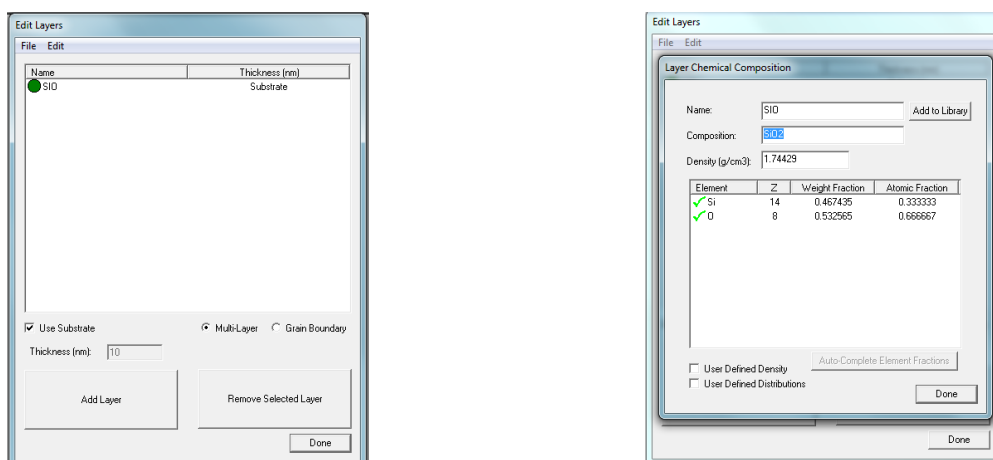 Edit Layers
File Edit
Name Thickness (nm)
SIO Substrate
Use Substrate
Multi-Layer Grain Boundary
Thickness (nm): 10
Add Layer
Remove Selected Layer
Done
Edit Layers
File Edit
Layer Chemical Composition
Name: SIO Add to Library
Composition: SiO2
Density (g/cm3): 1.74429
Element Z Weight Fraction Atomic Fraction
Si 14 0.467435 0.333333
O 8 0.532565 0.666667
Auto-Complete Element Fractions
User Defined Density
User Defined Distributions
Done
Done